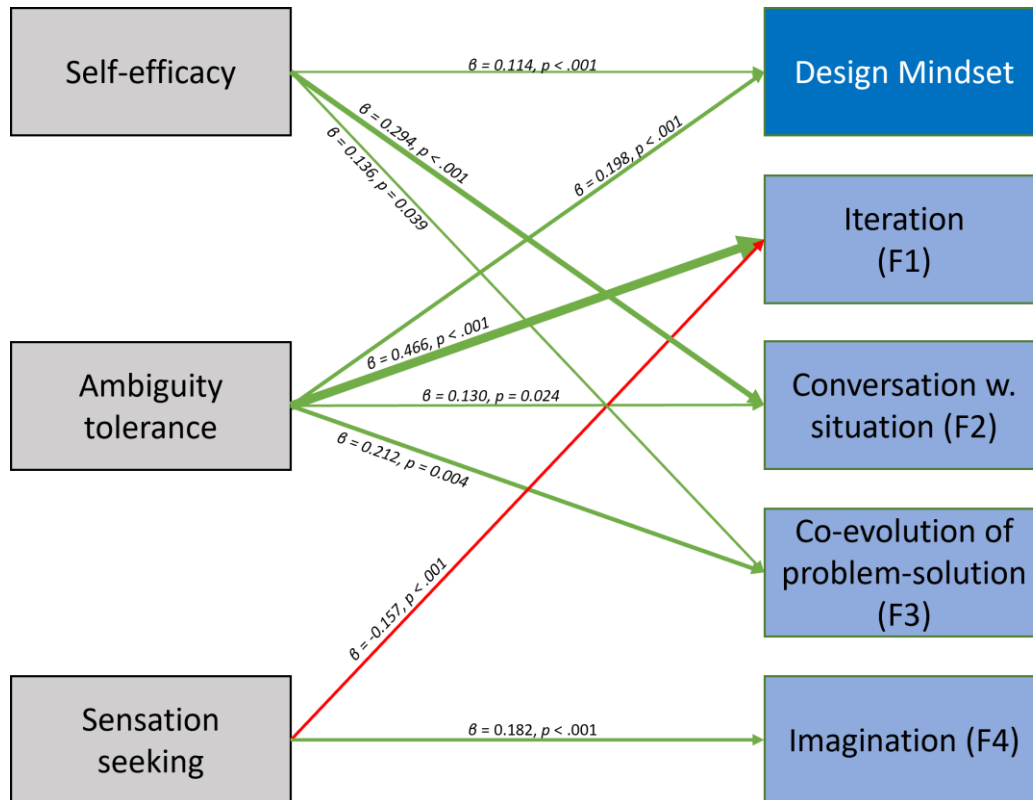 Self-efficacy
β = 0.114, p < .001
Design Mindset
β = 0.294, p < .001
β = 0.198, p < .001
β = 0.136, p = 0.039
Iteration
(F1)
β = 0.466, p < .001
Ambiguity
tolerance
β = 0.130, p = 0.024
Conversation w.
situation (F2)
β = 0.212, p = 0.004
Co-evolution of
problem-solution
(F3)
β = -0.157, p < .001
Sensation
seeking
β = 0.182, p < .001
Imagination (F4)